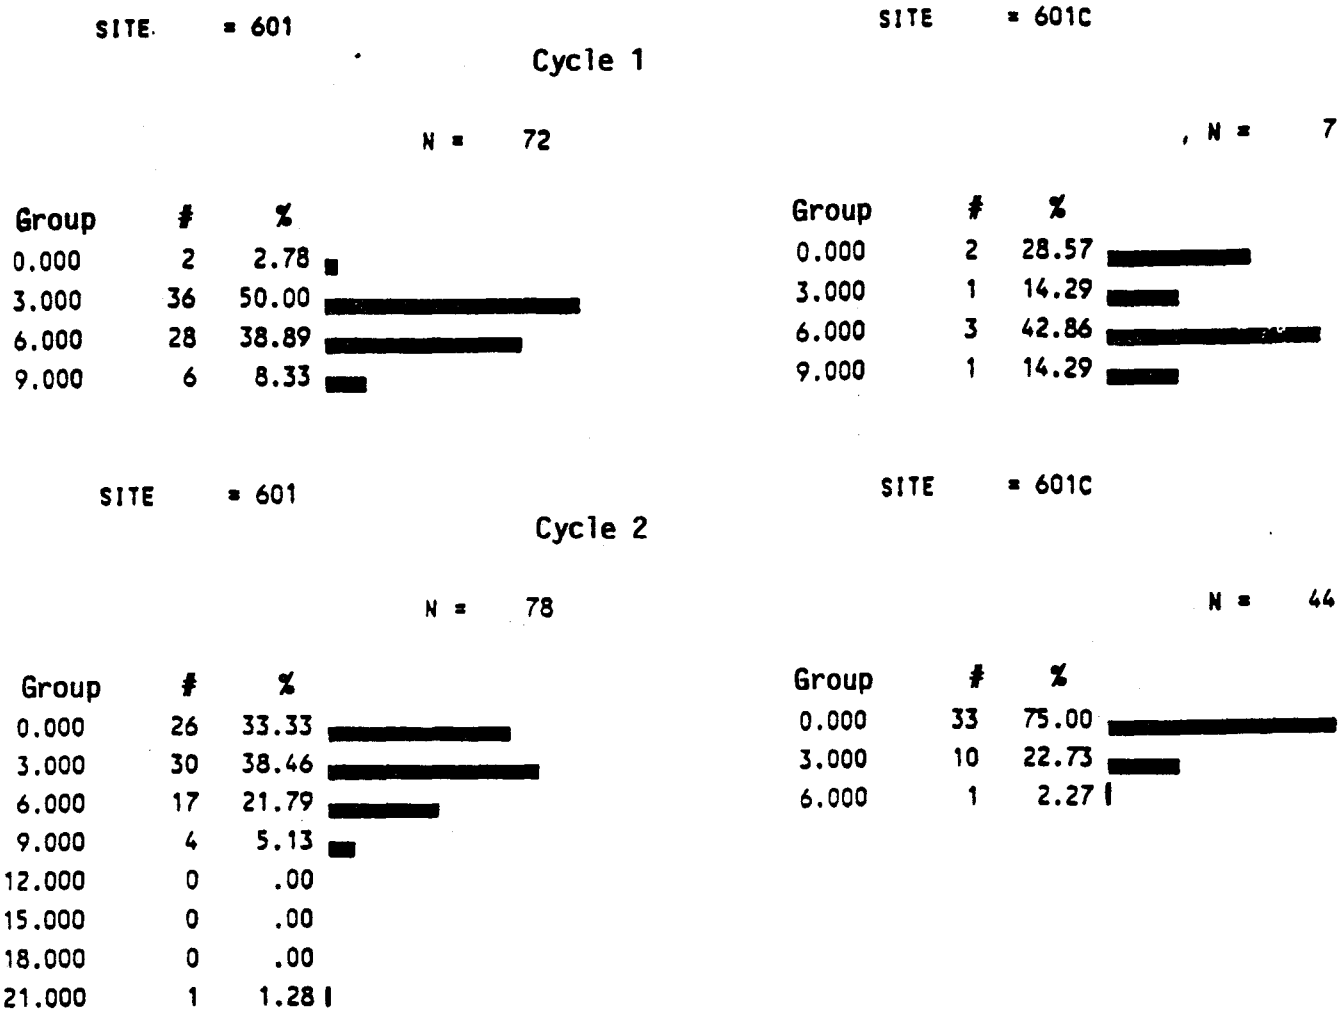 SITE. = 601
SITE = 601C
Cycle 1
N = 72
, N = 7
Group # %
0.000 2 2.78
3.000 36 50.00
6.000 28 38.89
9.000 6 8.33
Group # %
0.000 2 28.57
3.000 1 14.29
6.000 3 42.86
9.000 1 14.29
SITE = 601
SITE = 601C
Cycle 2
N = 78
N = 44
Group # %
0.000 26 33.33
3.000 30 38.46
6.000 17 21.79
9.000 4 5.13
12.000 0 .00
15.000 0 .00
18.000 0 .00
21.000 1 1.28
Group # %
0.000 33 75.00
3.000 10 22.73
6.000 1 2.27